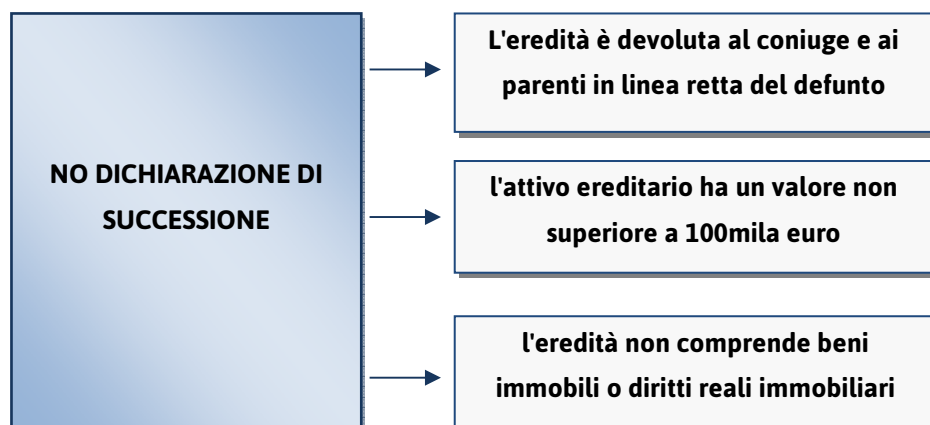 NO DICHIARAZIONE DI
SUCCESSIONE
L'eredità è devoluta al coniuge e ai
parenti in linea retta del defunto
l'attivo ereditario ha un valore non
superiore a 100mila euro
l'eredità non comprende beni
immobili o diritti reali immobiliari